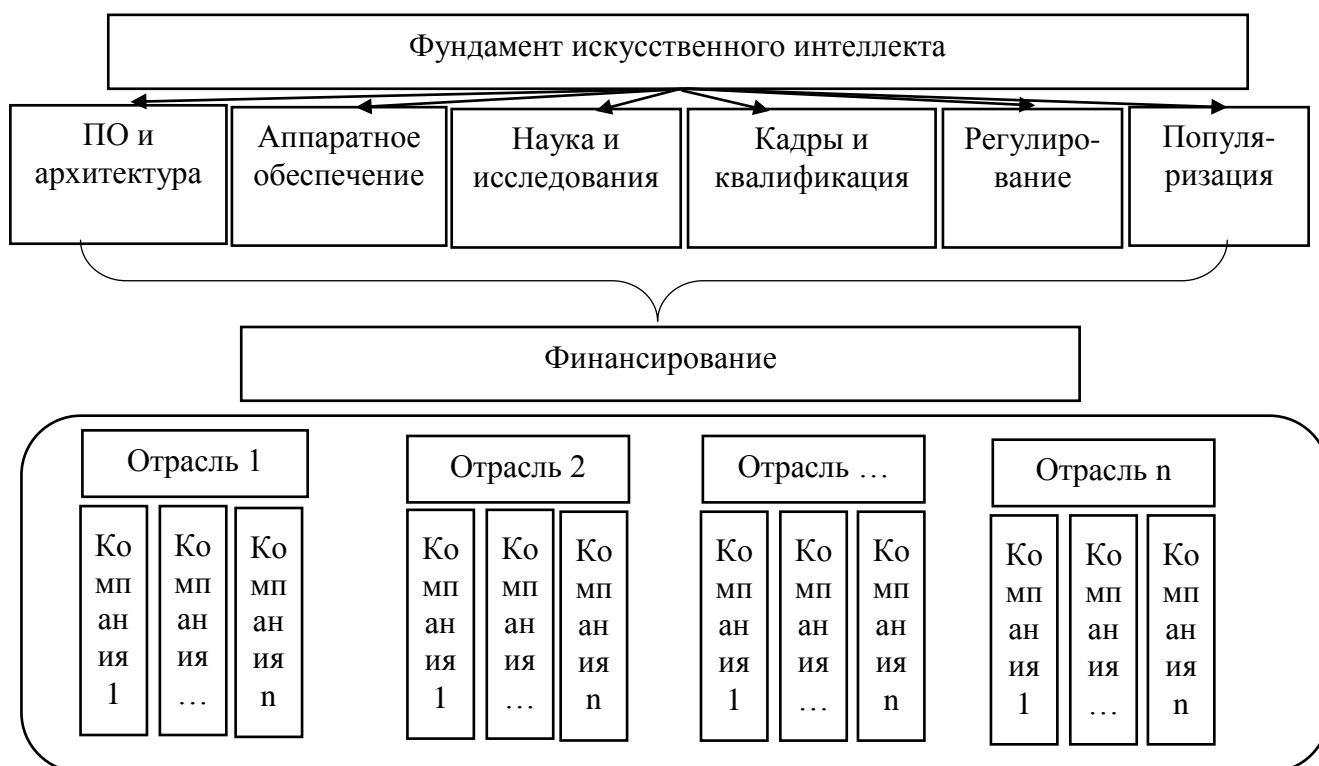 Фундамент искусственного интеллекта
ПО и
архитектура
Аппаратное
обеспечение
Наука и
исследования
Кадры и
квалификация
Регулиро-
вание
Популя-
ризация
Финансирование
Отрасль 1
Ко
мп
ан
ия
1
Ко
мп
ан
ия
…
Ко
мп
ан
ия
n
Отрасль 2
Ко
мп
ан
ия
1
Ко
мп
ан
ия
…
Ко
мп
ан
ия
n
Отрасль …
Ко
мп
ан
ия
1
Ко
мп
ан
ия
…
Ко
мп
ан
ия
n
Отрасль n
Ко
мп
ан
ия
1
Ко
мп
ан
ия
…
Ко
мп
ан
ия
n